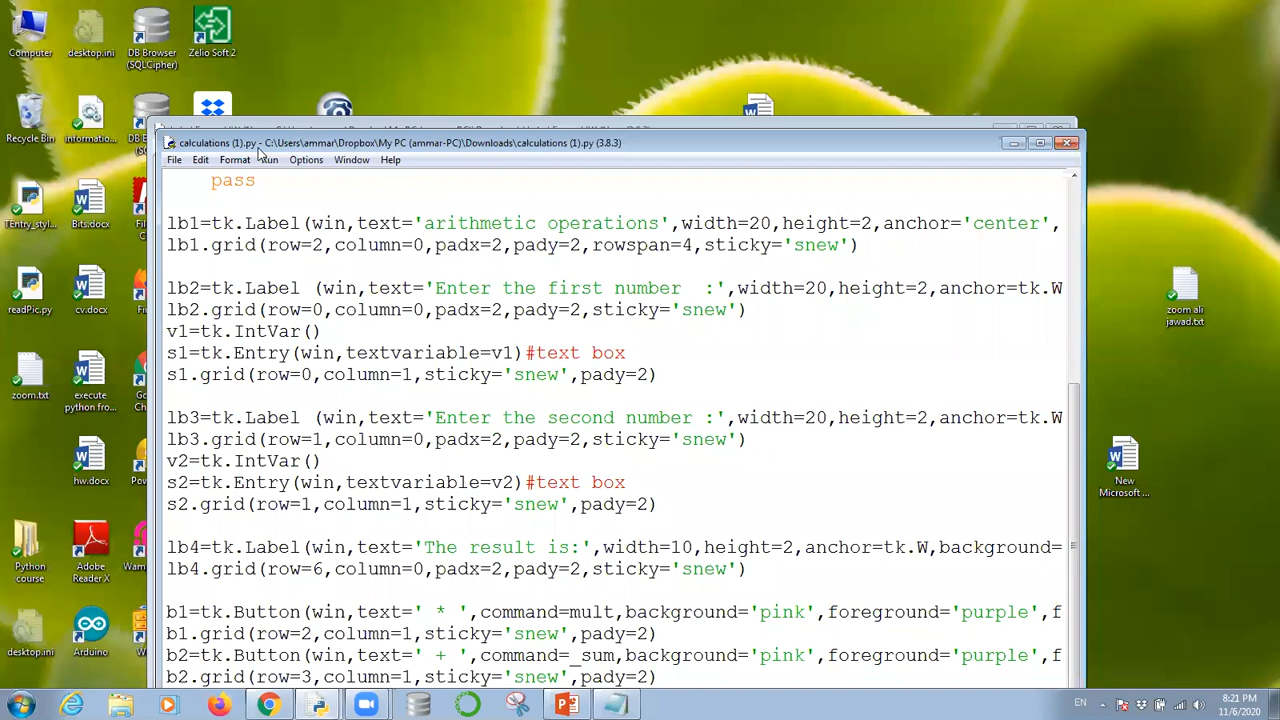 Computer
desktop.ini
DB Browser
(SQLCipher)
Zelio Soft 2
Recycle Bin
informatio...
calculations (1).py - C:\Users\ammar\Dropbox\My PC (ammar-PC)\Downloads\calculations (1).py (3.8.3)
File Edit Format Run Options Window Help
pass
lb1=tk.Label(win,text='arithmetic operations',width=20,height=2,anchor='center',
lb1.grid(row=2,column=0,padx=2,pady=2,rowspan=4,sticky='snew')
lb2=tk.Label (win,text='Enter the first number  :',width=20,height=2,anchor=tk.W
lb2.grid(row=0,column=0,padx=2,pady=2,sticky='snew')
v1=tk.IntVar()
s1=tk.Entry(win,textvariable=v1)#text box
s1.grid(row=0,column=1,sticky='snew',pady=2)
lb3=tk.Label (win,text='Enter the second number :',width=20,height=2,anchor=tk.W
lb3.grid(row=1,column=0,padx=2,pady=2,sticky='snew')
v2=tk.IntVar()
s2=tk.Entry(win,textvariable=v2)#text box
s2.grid(row=1,column=1,sticky='snew',pady=2)
lb4=tk.Label(win,text='The result is:',width=10,height=2,anchor=tk.W,background=
lb4.grid(row=6,column=0,padx=2,pady=2,sticky='snew')
b1=tk.Button(win,text=' * ',command=mult,background='pink',foreground='purple',f
b1.grid(row=2,column=1,sticky='snew',pady=2)
b2=tk.Button(win,text=' + ',command=_sum,background='pink',foreground='purple',f
b2.grid(row=3,column=1,sticky='snew',pady=2)
TEntry_styl...
Bits.docx
readPic.py
cv.docx
zoom.txt
execute
python fro...
hw.docx
Python
course
Adobe
Reader X
desktop.ini
Arduino
zoom ali
jawad.txt
New
Microsoft ...
EN
8:21 PM
11/6/2020